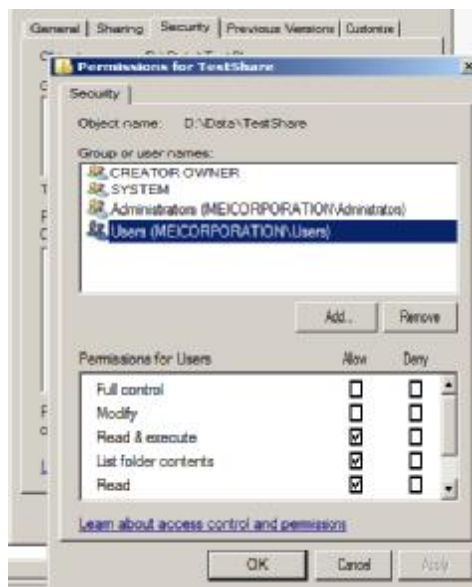 General Sharing Security Previous Versions Customize
Permissions for TestShare
Security
Object name: D:\Data\TestShare
Group or user names:
CREATOR OWNER
SYSTEM
Administrators (MEICORPORATION\Administrators)
Users (MEICORPORATION\Users)
Add... Remove
Permissions for Users Allow Deny
Full control
Modify
Read & execute
List folder contents
Read
Learn about access control and permissions
OK Cancel Apply